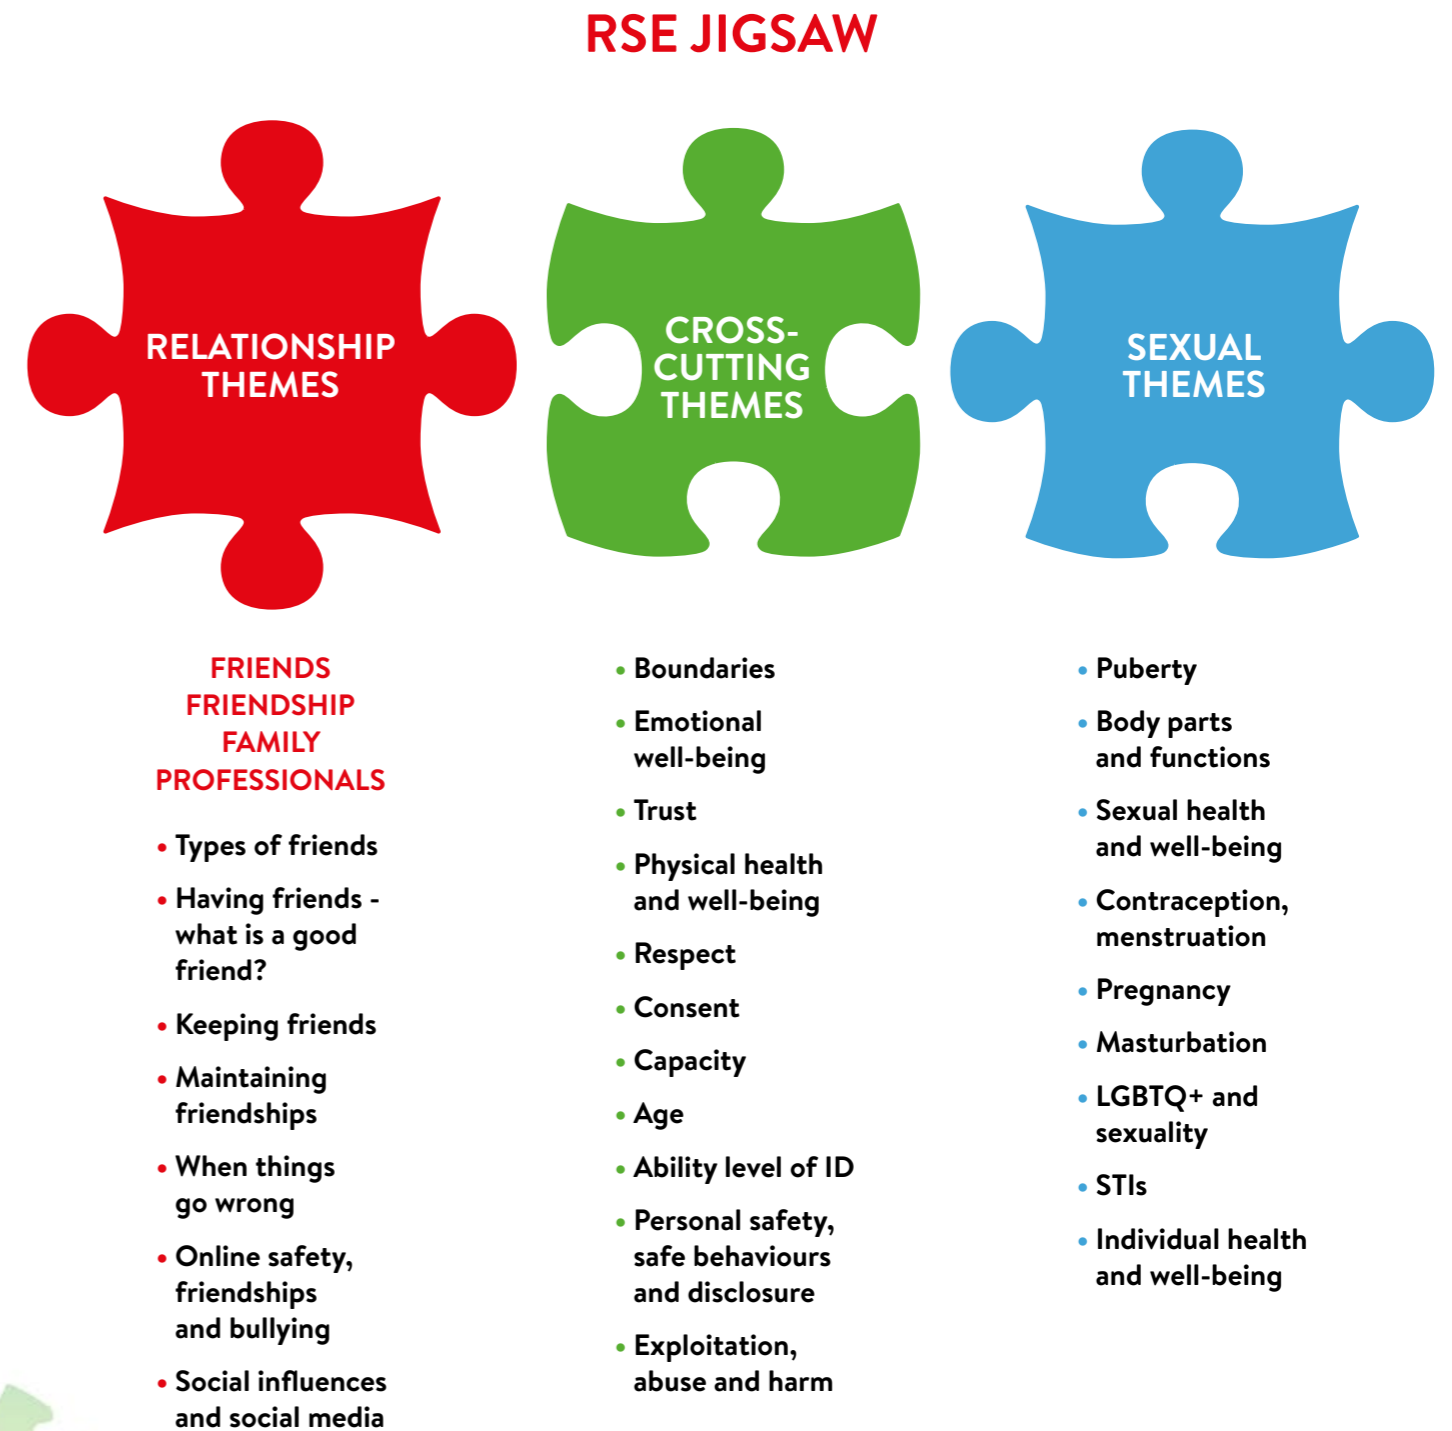 RSE JIGSAW
RELATIONSHIP
THEMES
FRIENDS
FRIENDSHIP
FAMILY
PROFESSIONALS
• Types of friends
• Having friends -
what is a good
friend?
• Keeping friends
• Maintaining
friendships
• When things
go wrong
• Online safety,
friendships
and bullying
• Social influences
and social media
CROSS-
CUTTING
THEMES
• Boundaries
• Emotional
well-being
• Trust
• Physical health
and well-being
• Respect
• Consent
• Capacity
• Age
• Ability level of ID
• Personal safety,
safe behaviours
and disclosure
• Exploitation,
abuse and harm
SEXUAL
THEMES
• Puberty
• Body parts
and functions
• Sexual health
and well-being
• Contraception,
menstruation
• Pregnancy
• Masturbation
• LGBTQ+ and
sexuality
• STIs
• Individual health
and well-being